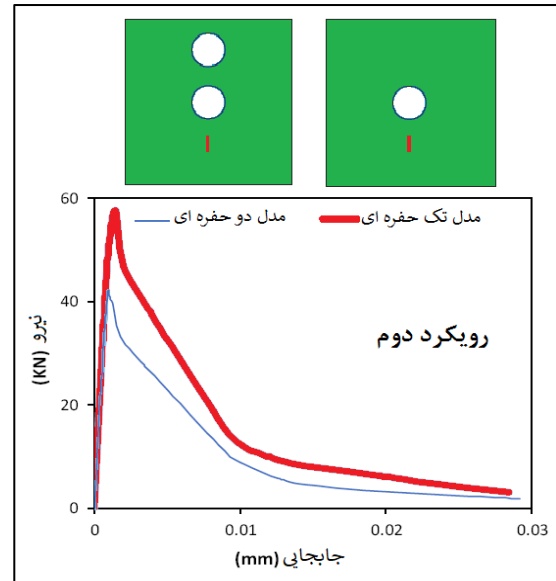 60
مدل تک حفره ای
مدل دو حفره ای
40
نیرو (KN)
رویکرد دوم
20
0
0
0.01
0.02
0.03
جابجایی (mm)